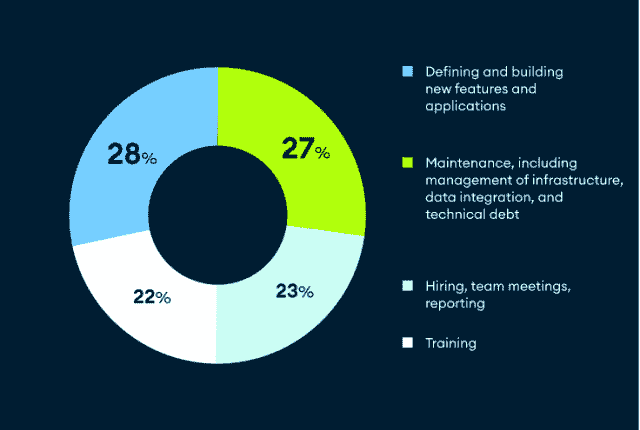 28%
27%
22%
23%
Defining and building
new features and
applications
Maintenance, including
management of infrastructure,
data integration, and
technical debt
Hiring, team meetings,
reporting
Training